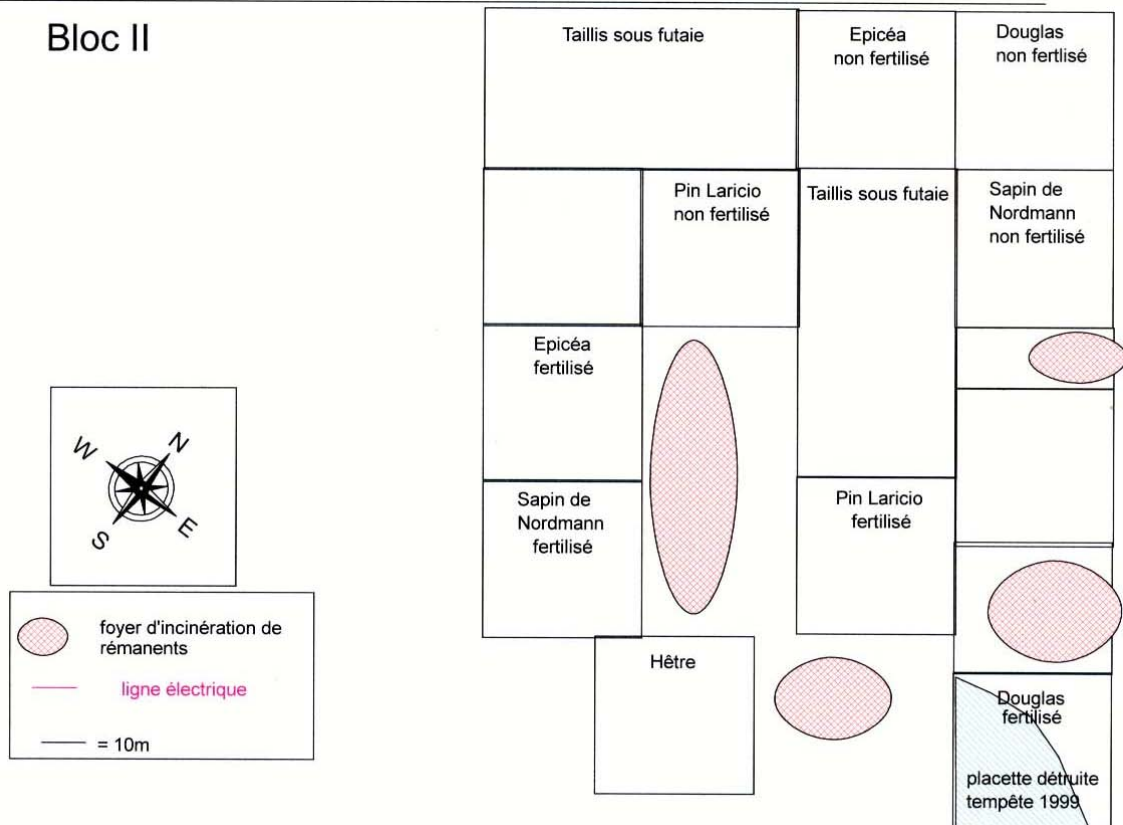 Bloc II
Taillis sous futaie
Epicéa
non fertilisé
Douglas
non fertlisé
Pin Laricio
non fertilisé
Taillis sous futaie
Sapin de
Nordmann
non fertilisé
Epicéa
fertilisé
Sapin de
Nordmann
fertilisé
Pin Laricio
fertilisé
Hêtre
Douglas
fertilisé
placette détruite
tempête 1999
W
N
S
E
foyer d'incinération de
rémanents
ligne électrique
= 10m